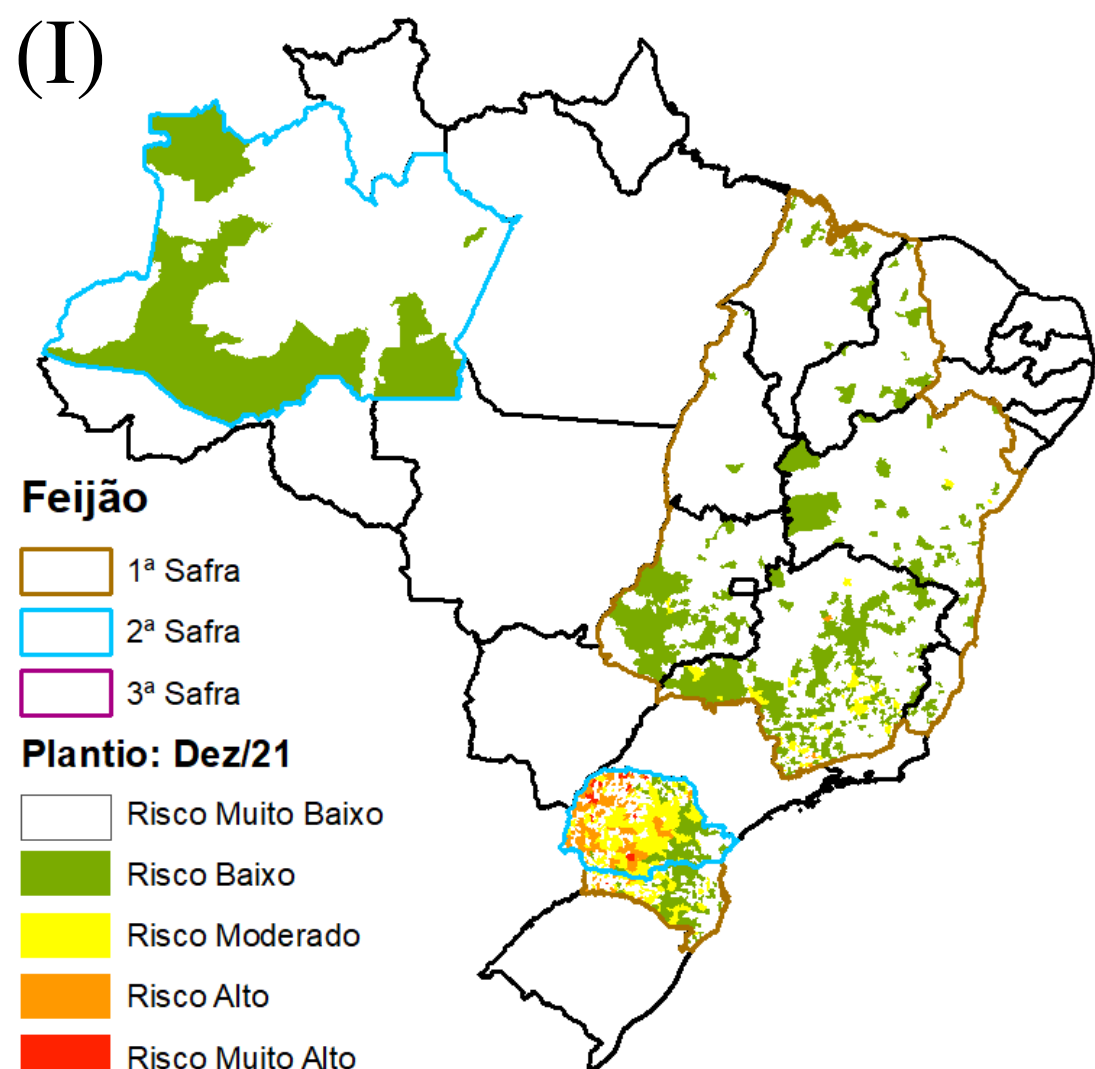 (I)
Feijão
1ª Safra
2ª Safra
3ª Safra
Plantio: Dez/21
Risco Muito Baixo
Risco Baixo
Risco Moderado
Risco Alto
Risco Muito Alto